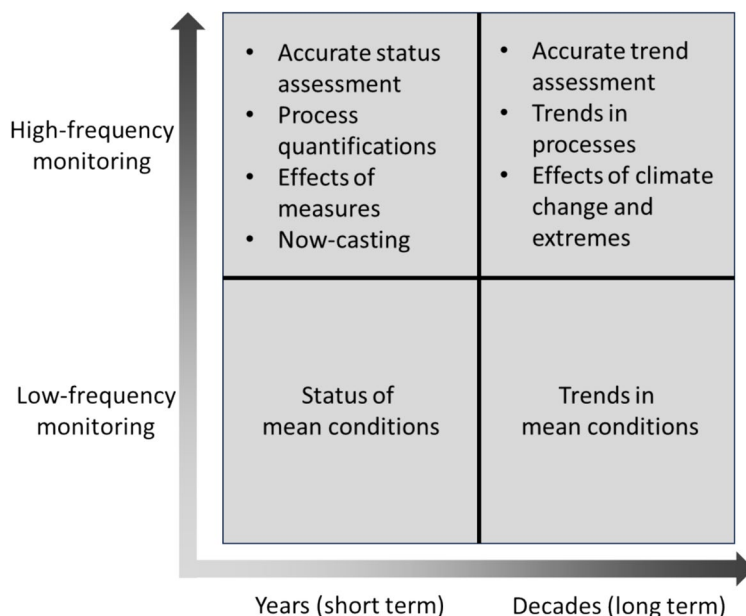 High-frequency
monitoring
• Accurate status
assessment
• Process
quantifications
• Effects of
measures
• Now-casting
• Accurate trend
assessment
• Trends in
processes
• Effects of climate
change and
extremes
Low-frequency
monitoring
Status of
mean conditions
Trends in
mean conditions
Years (short term)
Decades (long term)